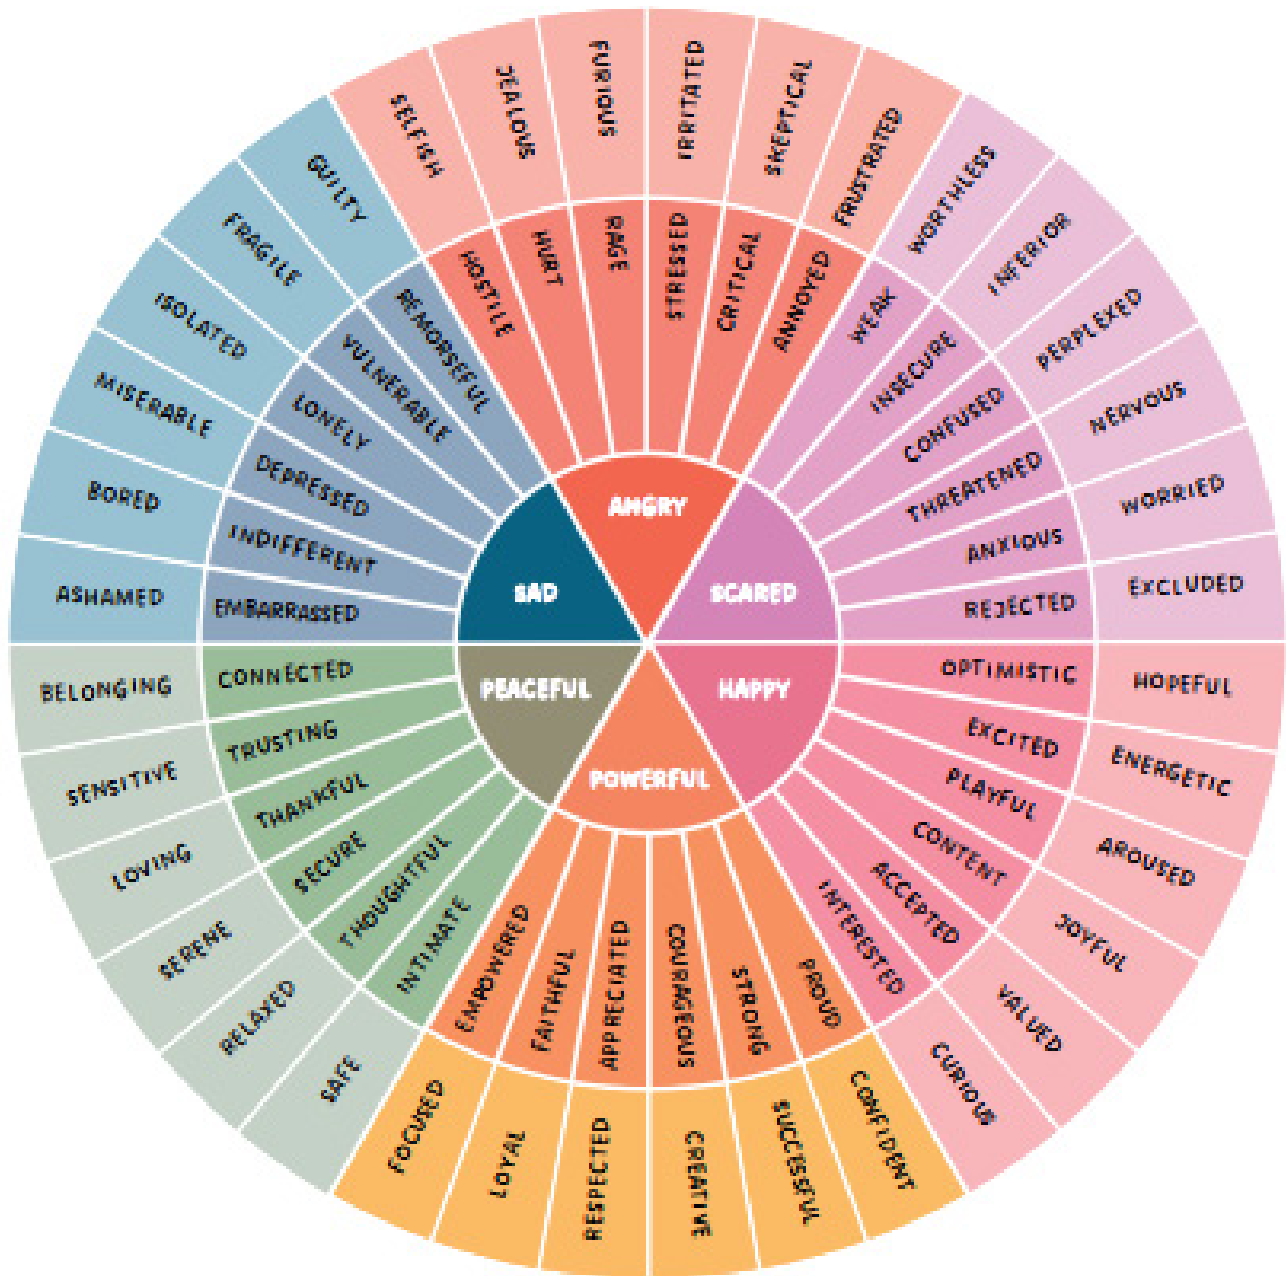 ANGRY
SCARED
HAPPY
POWERFUL
PEACEFUL
SAD
HOSTILE
HURT
RAGE
STRESSED
CRITICAL
ANNOYED
WEAK
INSECURE
CONFUSED
THREATENED
ANXIOUS
REJECTED
OPTIMISTIC
EXCITED
PLAYFUL
CONTENT
ACCEPTED
INTERESTED
PROUD
STRONG
COURAGEOUS
APPRECIATED
FAITHFUL
EMPOWERED
INTIMATE
THOUGHTFUL
SECURE
THANKFUL
TRUSTING
CONNECTED
EMBARRASSED
INDIFFERENT
DEPRESSED
LONELY
VULNERABLE
REMORSEFUL
SELFISH
JEALOUS
FURIOUS
IRRITATED
SKEPTICAL
FRUSTRATED
WORTHLESS
INFERIOR
PERPLEXED
NERVOUS
WORRIED
EXCLUDED
HOPEFUL
ENERGETIC
AROUSED
JOYFUL
VALUED
CURIOUS
CONFIDENT
SUCCESSFUL
CREATIVE
RESPECTED
LOYAL
FOCUSED
SAFE
RELAXED
SERENE
LOVING
SENSITIVE
BELONGING
ASHAMED
BORED
MISERABLE
ISOLATED
FRAGILE
GUILTY